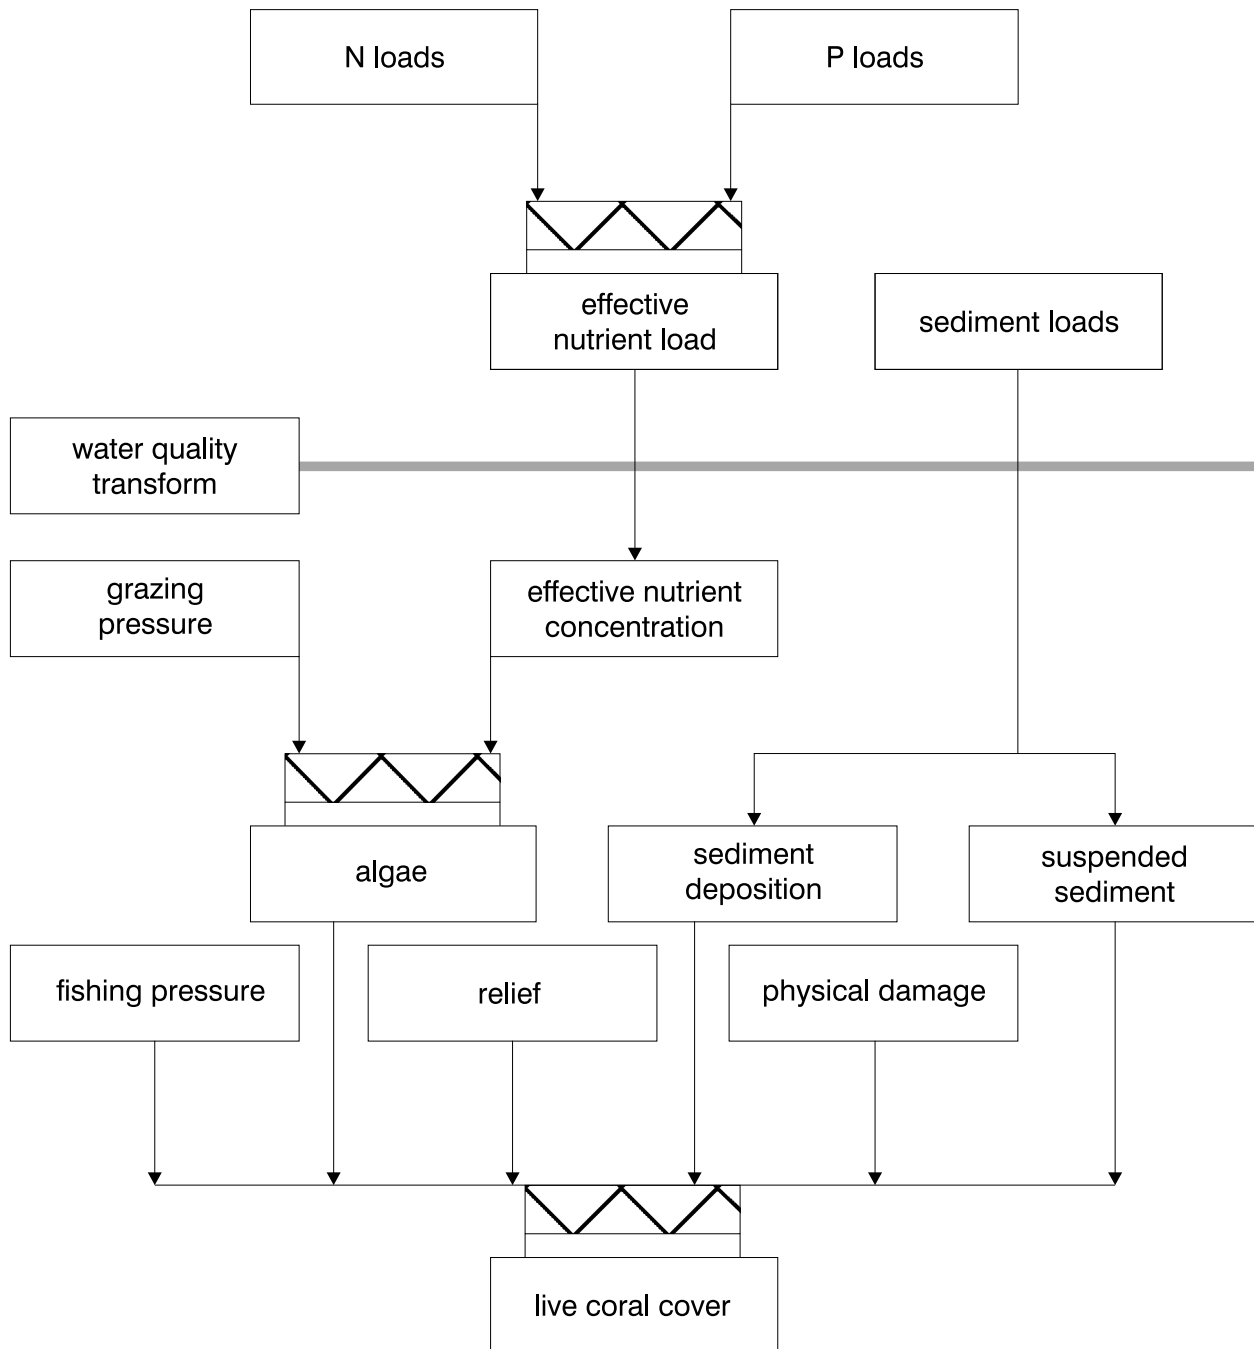 N loads
P loads
effective
nutrient load
sediment loads
water quality
transform
grazing
pressure
effective nutrient
concentration
algae
sediment
deposition
suspended
sediment
fishing pressure
relief
physical damage
live coral cover